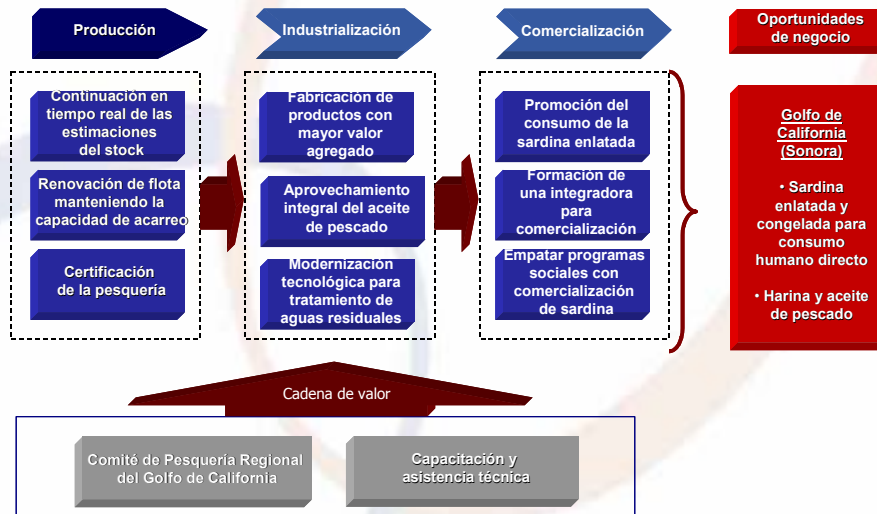 Producción
Industrialización
Comercialización
Oportunidades
de negocio
Continuación en
tiempo real de las
estimaciones
del stock
Renovación de flota
manteniendo la
capacidad de acarreo
Certificación
de la pesquería
Fabricación de
productos con
mayor valor
agregado
Aprovechamiento
integral del aceite
de pescado
Modernización
tecnológica para
tratamiento de
aguas residuales
Promoción del
consumo de la
sardina enlatada
Formación de
una integradora
para
comercialización
Empatar programas
sociales con
comercialización
de sardina
Golfo de
California
(Sonora)
• Sardina
enlatada y
congelada para
consumo
humano directo
• Harina y aceite
de pescado
Cadena de valor
Comité de Pesquería Regional
del Golfo de California
Capacitación y
asistencia técnica